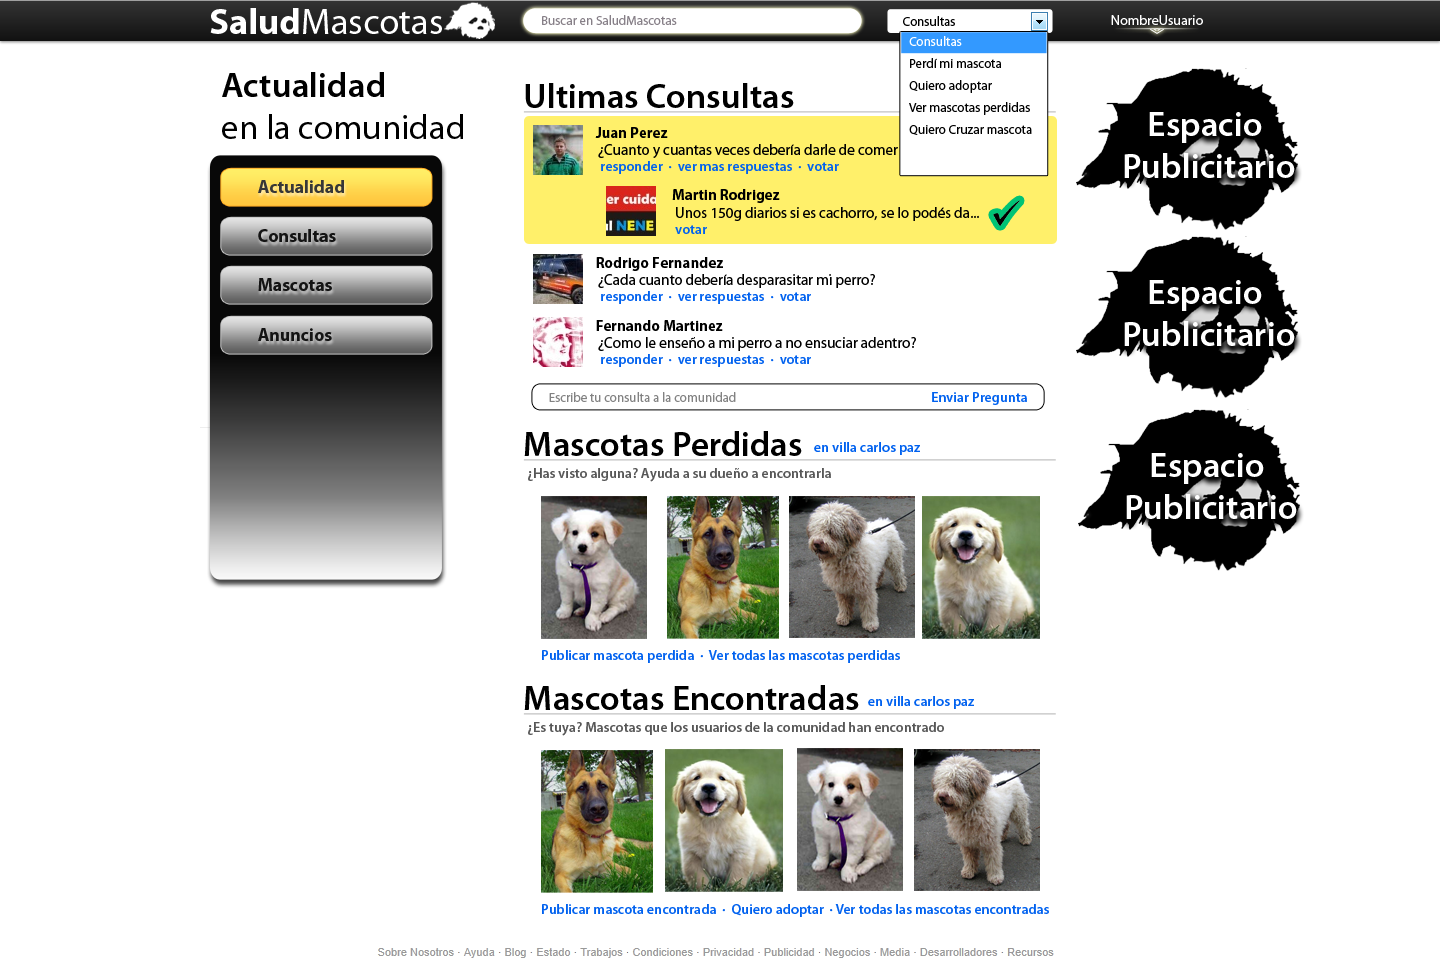 SaludMascotas
Buscar en SaludMascotas
Consultas
NombreUsuario
Consultas
Perdí mi mascota
Quiero adoptar
Ver mascotas perdidas
Quiero Cruzar mascota
Actualidad
en la comunidad
Actualidad
Consultas
Mascotas
Anuncios
Ultimas Consultas
Juan Perez
¿Cuanto y cuantas veces debería darle de comer
responder · ver mas respuestas · votar
er cuido
il NENE
Martin Rodrigez
Unos 150g diarios si es cachorro, se lo podés da...
votar
Rodrigo Fernandez
¿Cada cuanto debería desparasitar mi perro?
responder · ver respuestas · votar
Fernando Martinez
¿Como le enseño a mi perro a no ensuciar adentro?
responder · ver respuestas · votar
Escribe tu consulta a la comunidad
Enviar Pregunta
Mascotas Perdidas en villa carlos paz
¿Has visto alguna? Ayuda a su dueño a encontrarla
Publicar mascota perdida · Ver todas las mascotas perdidas
Mascotas Encontradas en villa carlos paz
¿Es tuya? Mascotas que los usuarios de la comunidad han encontrado
Publicar mascota encontrada · Quiero adoptar · Ver todas las mascotas encontradas
Espacio
Publicitario
Espacio
Publicitario
Espacio
Publicitario
Sobre Nosotros · Ayuda · Blog · Estado · Trabajos · Condiciones · Privacidad · Publicidad · Negocios · Media · Desarrolladores · Recursos